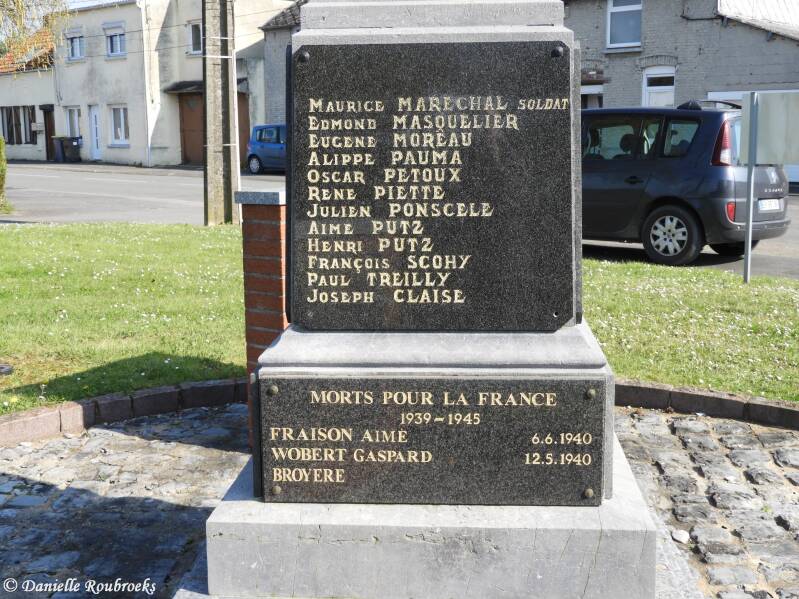 MAURICE MARECHAL SOLDAT
EDMOND MASQUELIER
EUGENE MORÊAU
ALIPPE PAUMA
OSCAR PETOUX
RENE PIETTE
JULIEN PONSCELE
AIME PUTZ
HENRI PUTZ
FRANÇOIS SCOHY
PAUL TREILLY
JOSEPH CLAISE
MORTS POUR LA FRANCE
1939-1945
FRAISON AIMÉ 6.6.1940
WOBERT GASPARD 12.5.1940
BROYERE
© Danielle Roubroeks